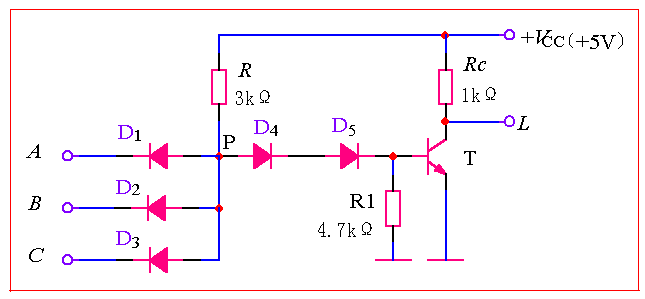 +VCC(+5V)
R
3kΩ
Rc
1kΩ
L
A
D1
P
D4
D5
T
B
D2
R1
4.7kΩ
C
D3